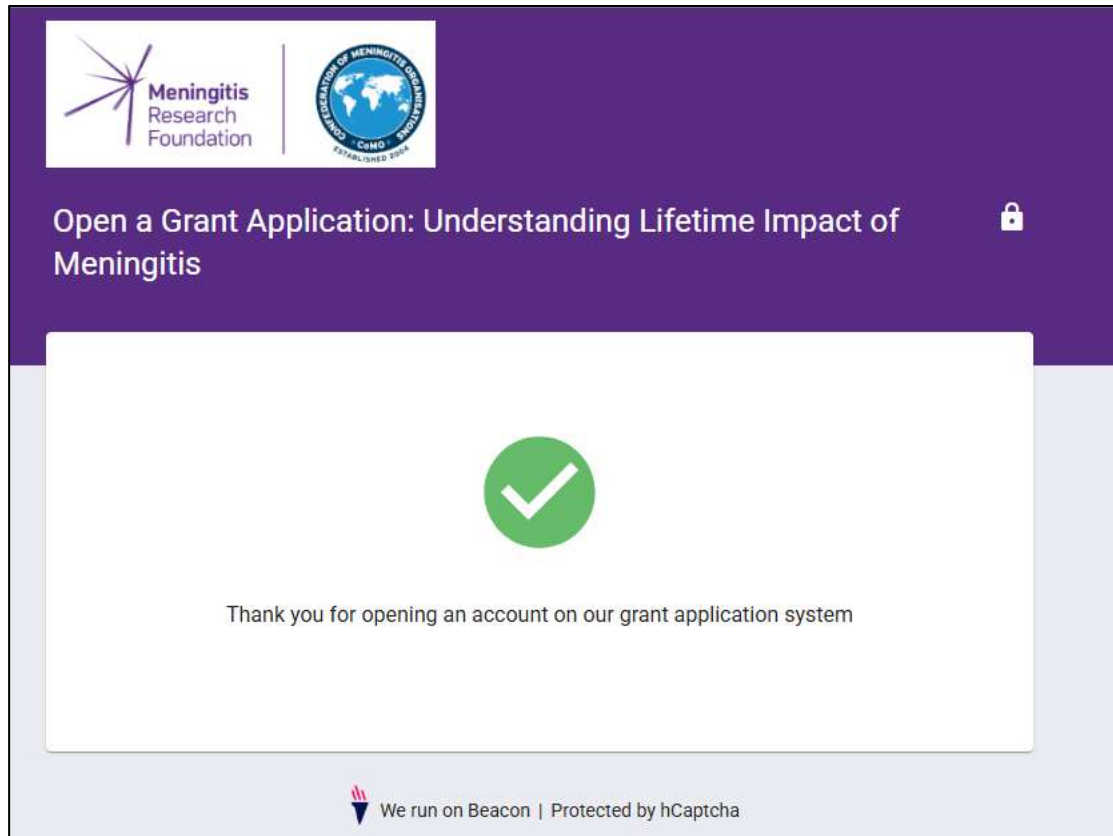 Meningitis
Research
Foundation
CONFEDERATION OF MENINGITIS ORGANISATIONS
CoMO
ESTABLISHED 2004
Open a Grant Application: Understanding Lifetime Impact of
Meningitis
Thank you for opening an account on our grant application system
We run on Beacon | Protected by hCaptcha